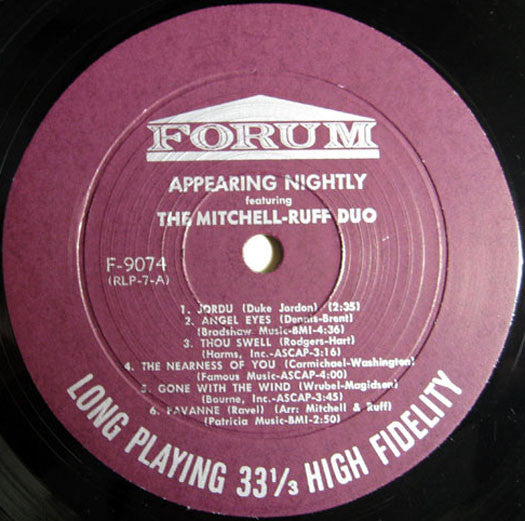 FORUM
APPEARING NIGHTLY
featuring
THE MITCHELL-RUFF DUO
F-9074
(RLP-7-A)
1. JORDU (Duke Jordon) (2:35)
2. ANGEL EYES (Dennis-Brent)
(Bradshaw Music-BMI-4:36)
3. THOU SWELL (Rodgers-Hart)
(Harms, Inc.-ASCAP-3:16)
4. THE NEARNESS OF YOU (Carmichael-Washington)
(Famous Music-ASCAP-4:00)
5. GONE WITH THE WIND (Wrubel-Magidsen)
(Bourne, Inc.-ASCAP-3:45)
6. PAVANNE (Ravel) (Arr: Mitchell & Ruff)
(Patricia Music-BMI-2:50)
LONG PLAYING 33⅓ HIGH FIDELITY